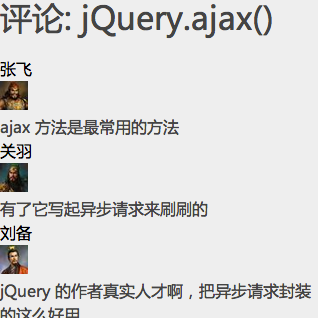 评论: jQuery.ajax()
张飞
ajax 方法是最常用的方法
关羽
有了它写起异步请求来刷刷的
刘备
jQuery 的作者真实人才啊，把异步请求封装
的这么好用